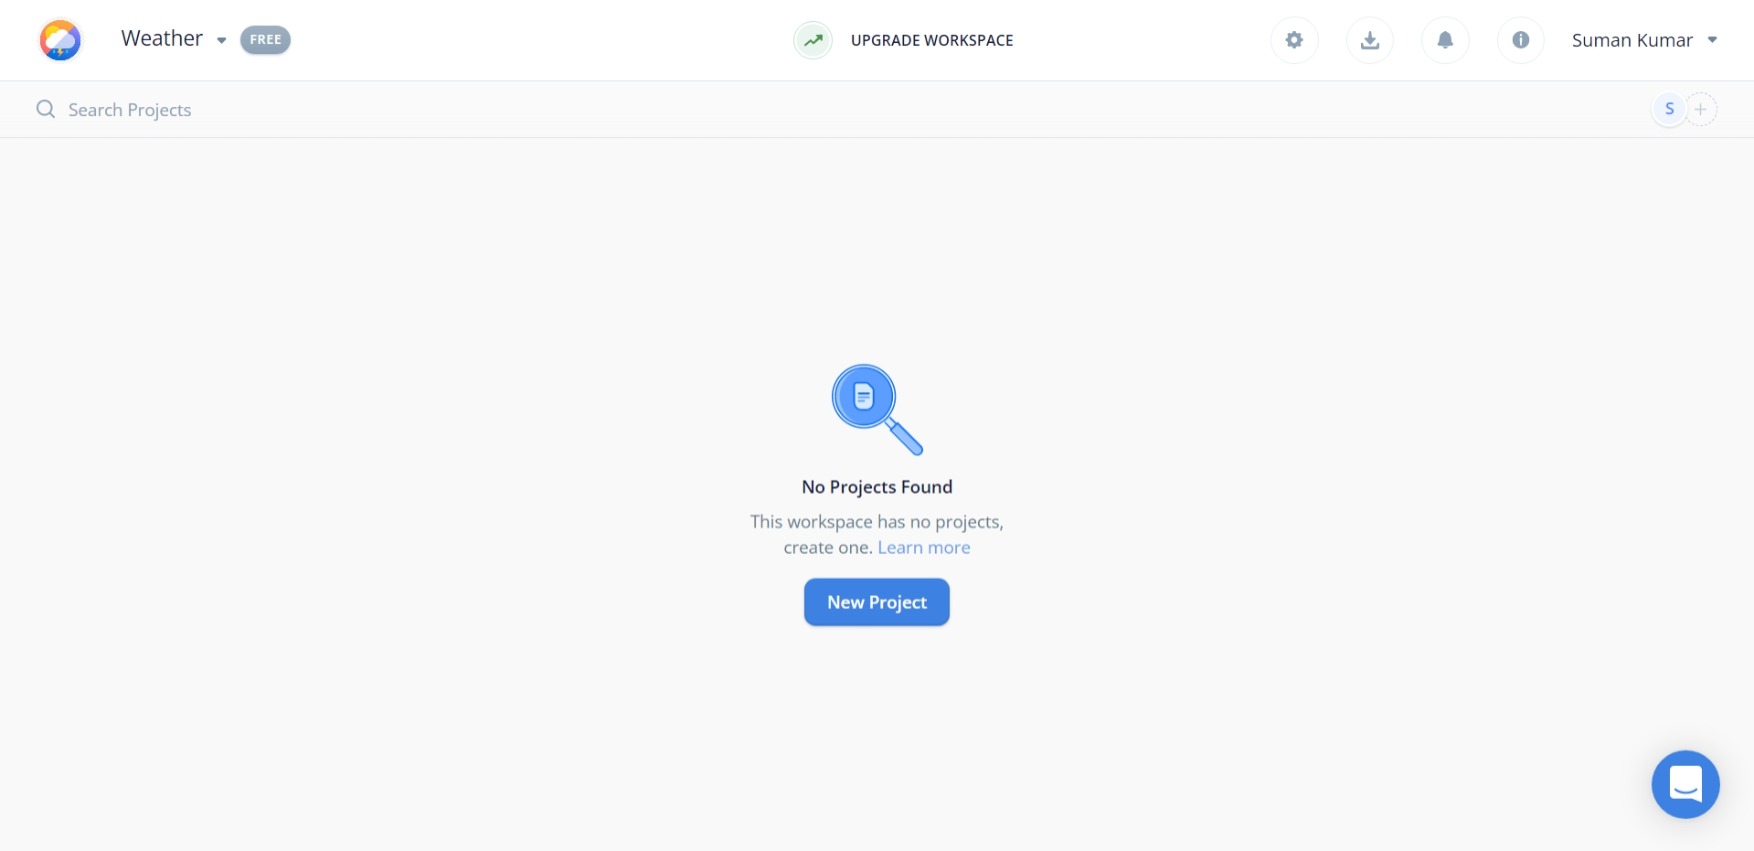 Weather
FREE
UPGRADE WORKSPACE
Suman Kumar
Search Projects
S
No Projects Found
This workspace has no projects,
create one. Learn more
New Project